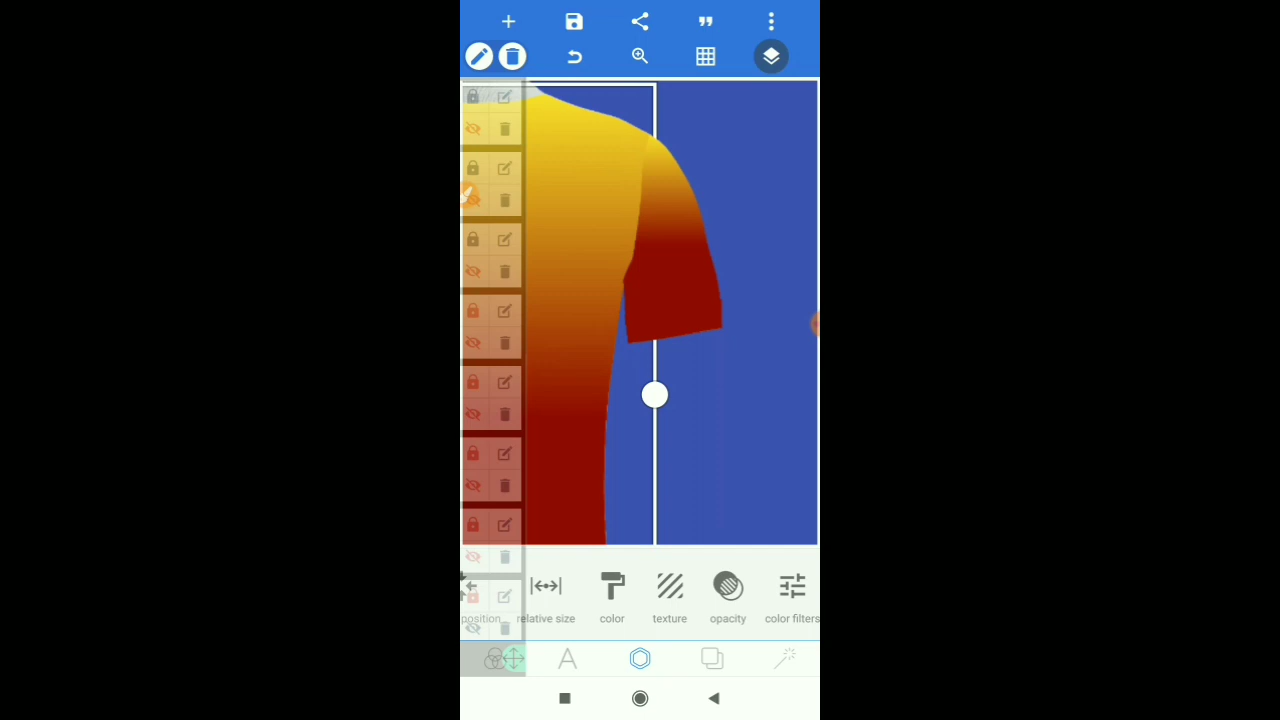 position
relative size
color
texture
opacity
color filters